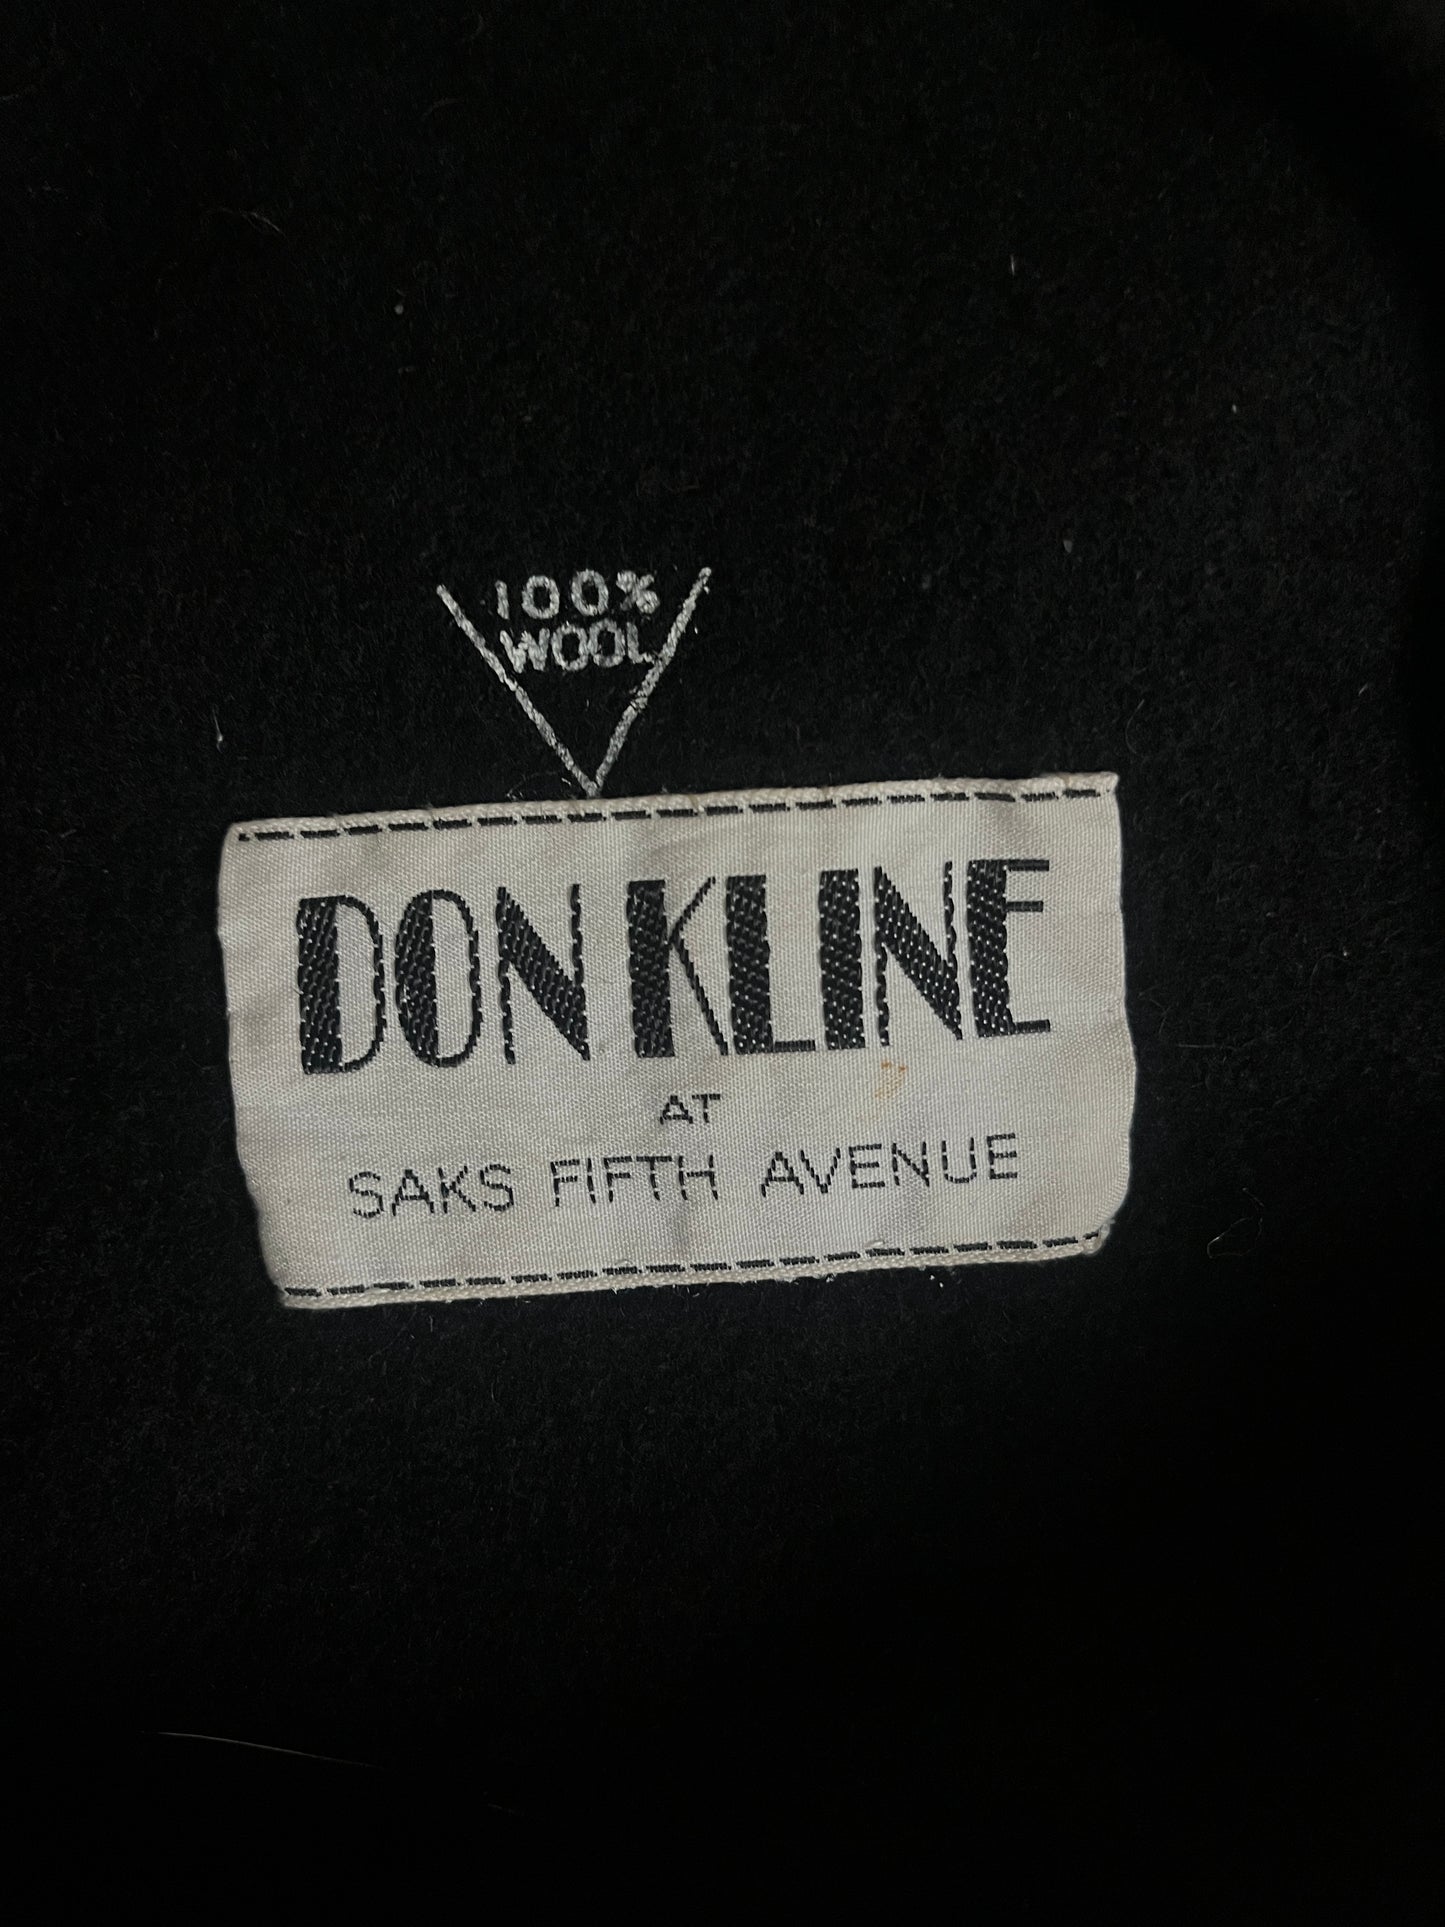 100%
WOOL
DON KLINE
AT
SAKS FIFTH AVENUE